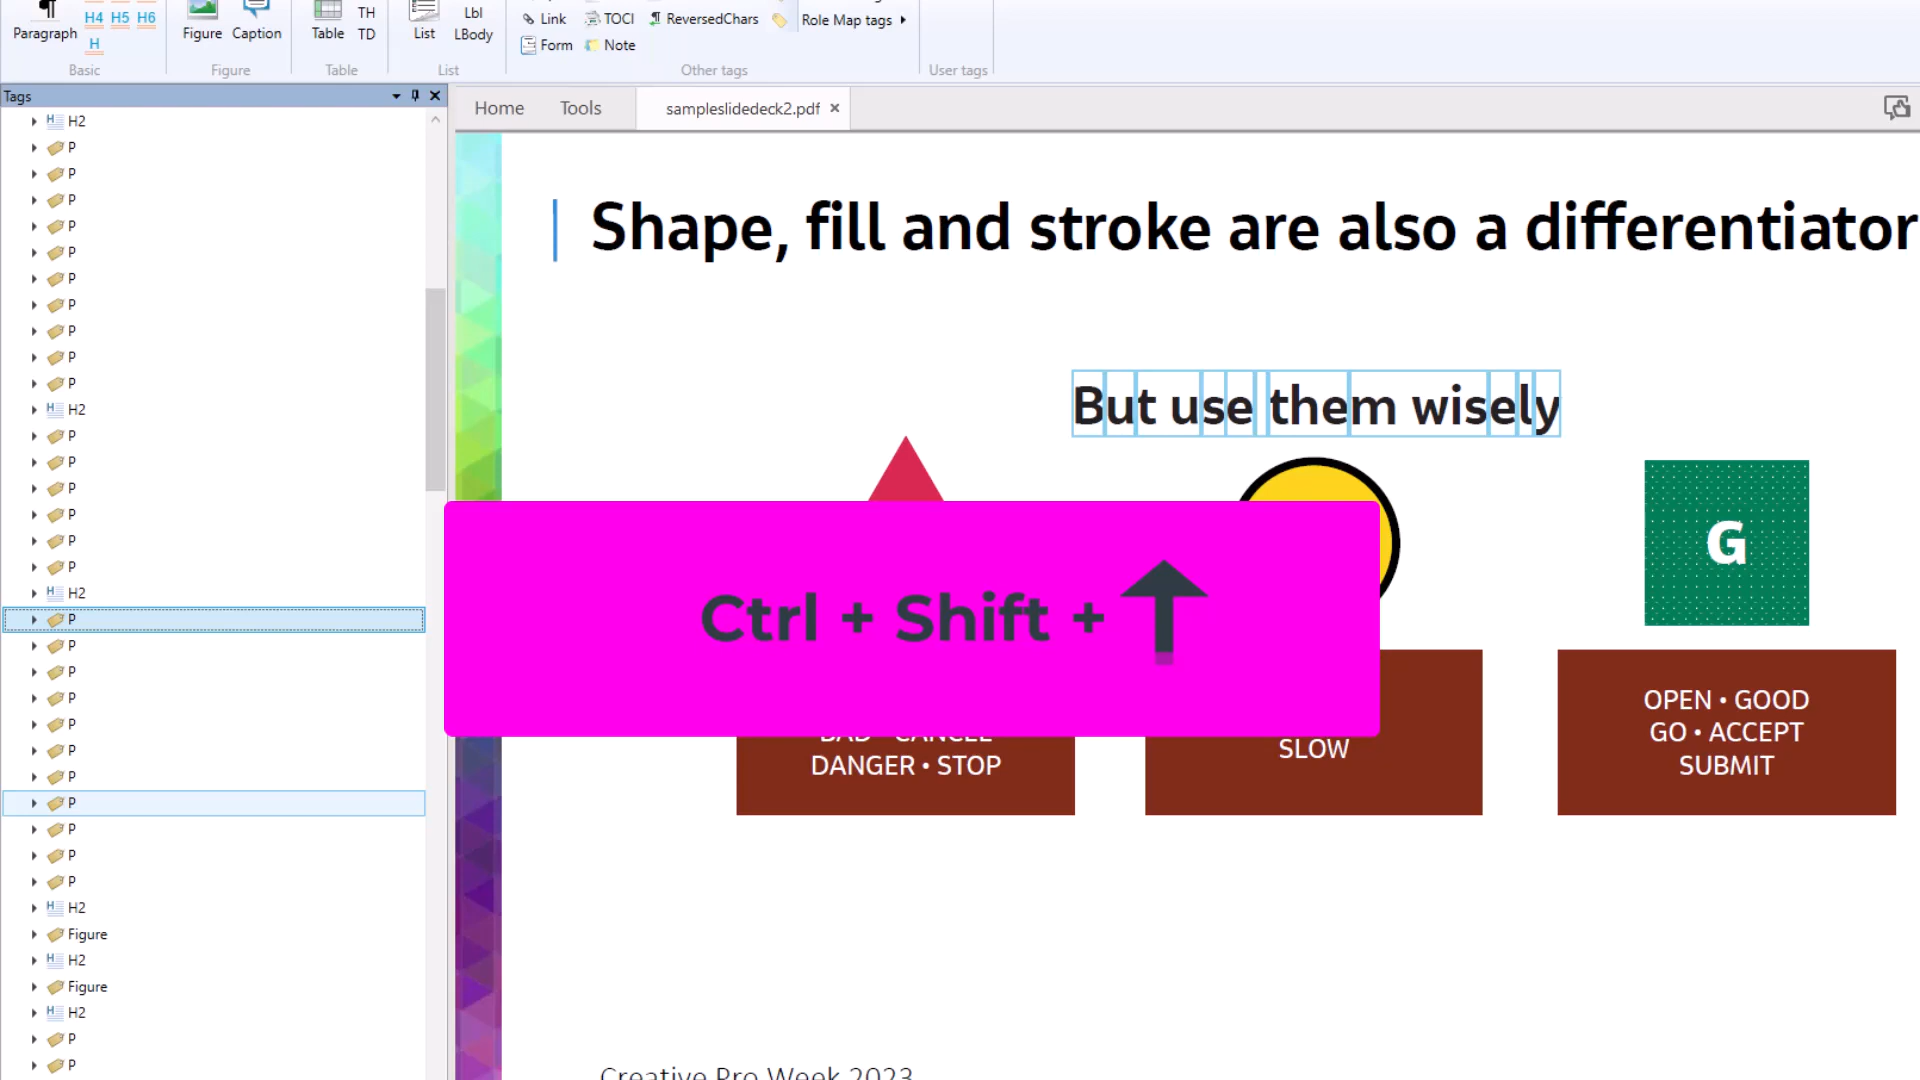 Paragraph
H4 H5 H6
H
Basic
Figure
Caption
Figure
Table
TH
TD
Table
List
Lbl
LBody
List
Link
TOCI
ReversedChars
Role Map tags
Form
Note
Other tags
User tags
Tags
H2
P
P
P
P
P
P
P
P
P
P
H2
P
P
P
P
P
P
H2
P
P
P
P
P
P
P
P
P
P
P
H2
Figure
H2
Figure
H2
P
P
Home
Tools
sampleslidedeck2.pdf
Shape, fill and stroke are also a differentiator
But use them wisely
G
Ctrl + Shift +
BAD • CANCEL
DANGER • STOP
SLOW
OPEN • GOOD
GO • ACCEPT
SUBMIT
Creative Pro Week 2023